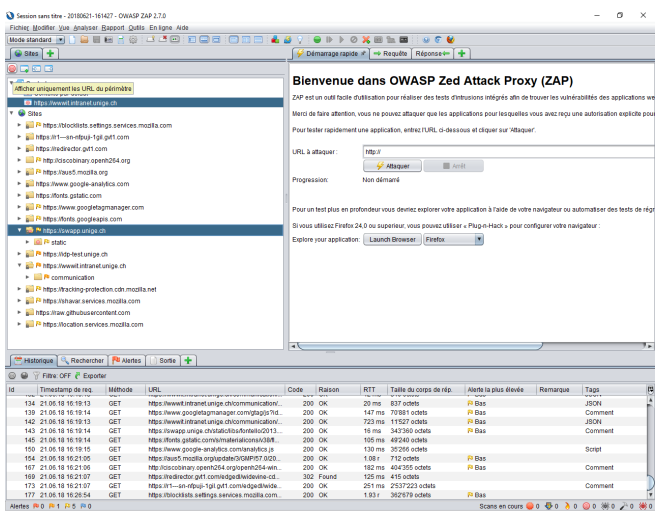 Session sans titre - 20180621-161427 - OWASP ZAP 2.7.0
Fichier Modifier Vue Analyser Rapport Outils En ligne Aide
Mode standard
Sites
Démarrage rapide
Requête
Réponse
Afficher uniquement les URL du périmètre
https://wwwit.intranet.unige.ch
Sites
https://blocklists.settings.services.mozilla.com
https://r1---sn-nfpuji-1gil.gvt1.com
https://redirector.gvt1.com
http://ciscobinary.openh264.org
https://aus5.mozilla.org
https://www.google-analytics.com
https://fonts.gstatic.com
https://www.googletagmanager.com
https://fonts.googleapis.com
https://swapp.unige.ch
static
https://idp-test.unige.ch
https://wwwit.intranet.unige.ch
communication
https://tracking-protection.cdn.mozilla.net
https://shavar.services.mozilla.com
https://raw.githubusercontent.com
https://location.services.mozilla.com
Bienvenue dans OWASP Zed Attack Proxy (ZAP)
ZAP est un outil facile d'utilisation pour réaliser des tests d'intrusions intégrés afin de trouver les vulnérabilités des applications we
Merci de faire attention, vous ne pouvez attaquer que les applications pour lesquelles vous avez reçu une autorisation explicite pou
Pour tester rapidement une application, entrez l'URL ci-dessous et cliquer sur 'Attaquer'.
URL à attaquer:
http://
Attaquer
Arrêt
Progression:
Non démarré
Pour un test plus en profondeur vous devriez explorer votre application à l'aide de votre navigateur ou automatiser des tests de régr
Si vous utilisez Firefox 24.0 ou superieur, vous pouvez utiliser « Plug-n-Hack » pour configurer votre navigateur :
Explore your application:
Launch Browser
Firefox
Historique
Rechercher
Alertes
Sortie
Filtre: OFF
Exporter
Id Timestamp de req. Méthode URL Code Raison RTT Taille du corps de rép. Alerte la plus élevée Remarque Tags
134 21.06.18 16:19:13 GET https://wwwit.intranet.unige.ch/communication/... 200 OK 20 ms 837 octets Bas JSON
139 21.06.18 16:19:14 GET https://www.googletagmanager.com/gtag/js?id... 200 OK 147 ms 70'881 octets Bas Comment
142 21.06.18 16:19:13 GET https://wwwit.intranet.unige.ch/communication/... 200 OK 723 ms 11'527 octets Bas JSON
143 21.06.18 16:19:14 GET https://swapp.unige.ch/static/libs/fontello/2013... 200 OK 16 ms 343'360 octets Bas Comment
145 21.06.18 16:19:14 GET https://fonts.gstatic.com/s/materialicons/v38/fl... 200 OK 105 ms 49'240 octets
150 21.06.18 16:19:15 GET https://www.google-analytics.com/analytics.js 200 OK 130 ms 35'266 octets Bas Script
154 21.06.18 16:21:05 GET https://aus5.mozilla.org/update/3/GMP/57.0/20... 200 OK 1.08 r 712 octets Bas
167 21.06.18 16:21:06 GET http://ciscobinary.openh264.org/openh264-win... 200 OK 182 ms 404'355 octets Bas Comment
169 21.06.18 16:21:07 GET https://redirector.gvt1.com/edgedl/widevine-cd... 302 Found 125 ms 415 octets
173 21.06.18 16:21:07 GET https://r1---sn-nfpuji-1gil.gvt1.com/edgedl/wide... 200 OK 251 ms 2'537'223 octets Comment
177 21.06.18 16:26:54 GET https://blocklists.settings.services.mozilla.com... 200 OK 1.93 r 362'679 octets Bas
Alertes 0 1 5 0
Scans en cours 0 0 0 0 0 0 0